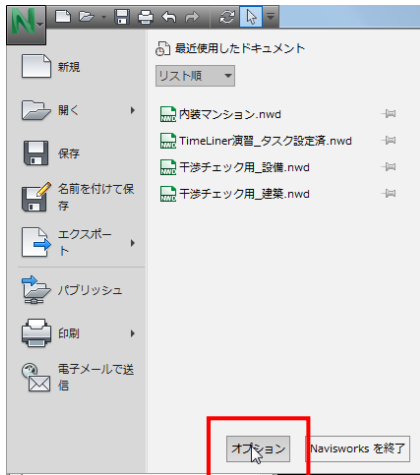 最近使用したドキュメント
リスト順
新規
開く
保存
名前を付けて保
存
エクスポー
ト
パブリッシュ
印刷
電子メールで送
信
内装マンション.nwd
TimeLiner演習_タスク設定済.nwd
干渉チェック用_設備.nwd
干渉チェック用_建築.nwd
オプション
Navisworks を終了